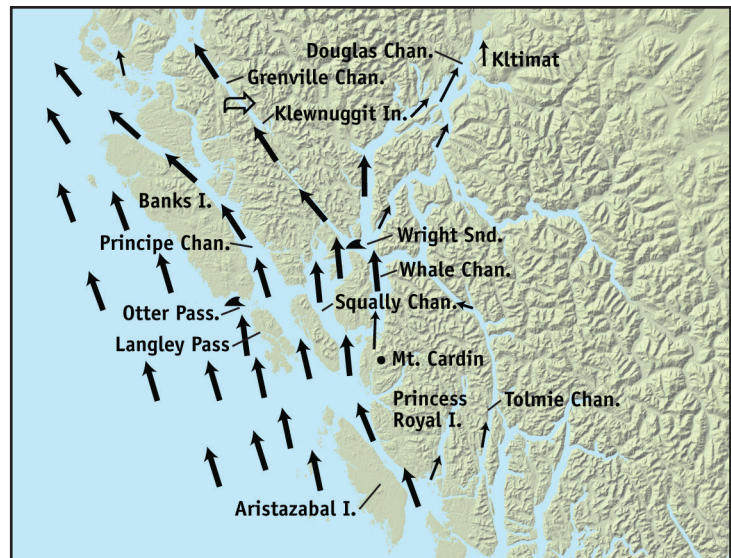 Douglas Chan.
Kltimat
Grenville Chan.
Klewnuggit In.
Banks I.
Principe Chan.
Wright Snd.
Whale Chan.
Otter Pass.
Squally Chan.
Langley Pass
Mt. Cardin
Princess
Royal I.
Tolmie Chan.
Aristazabal I.